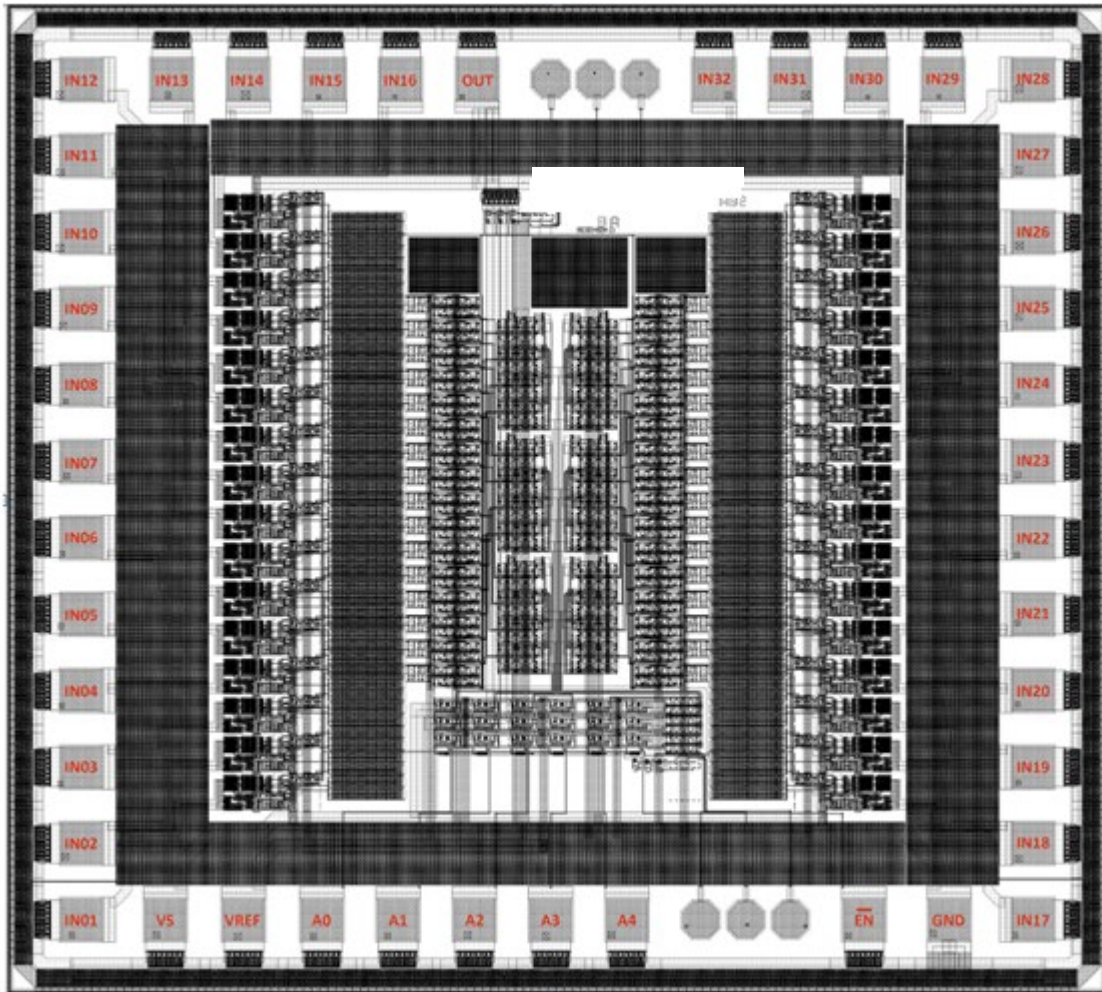 IN12 IN13 IN14 IN15 IN16 OUT IN32 IN31 IN30 IN29 IN28
IN11 IN27
IN10 IN26
IN09 IN25
IN08 IN24
IN07 IN23
IN06 IN22
IN05 IN21
IN04 IN20
IN03 IN19
IN02 IN18
IN01 V5 VREF A0 A1 A2 A3 A4 EN GND IN17